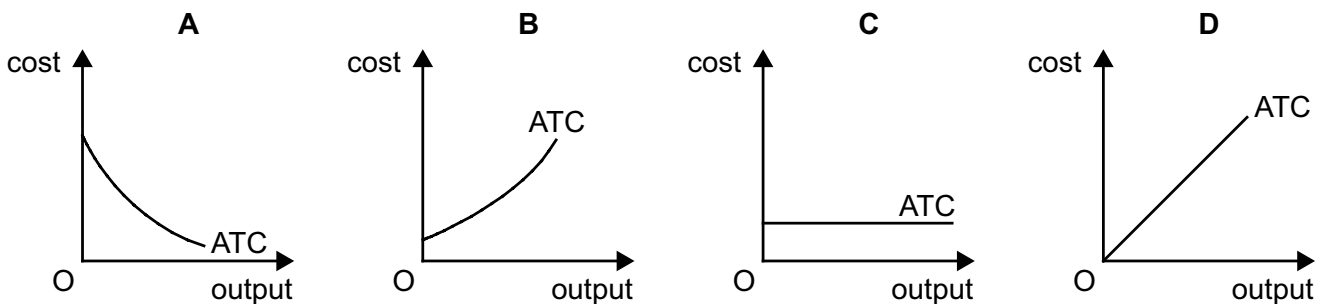 A B C D
cost cost cost cost
ATC
ATC
ATC
ATC
O output O output O output O output